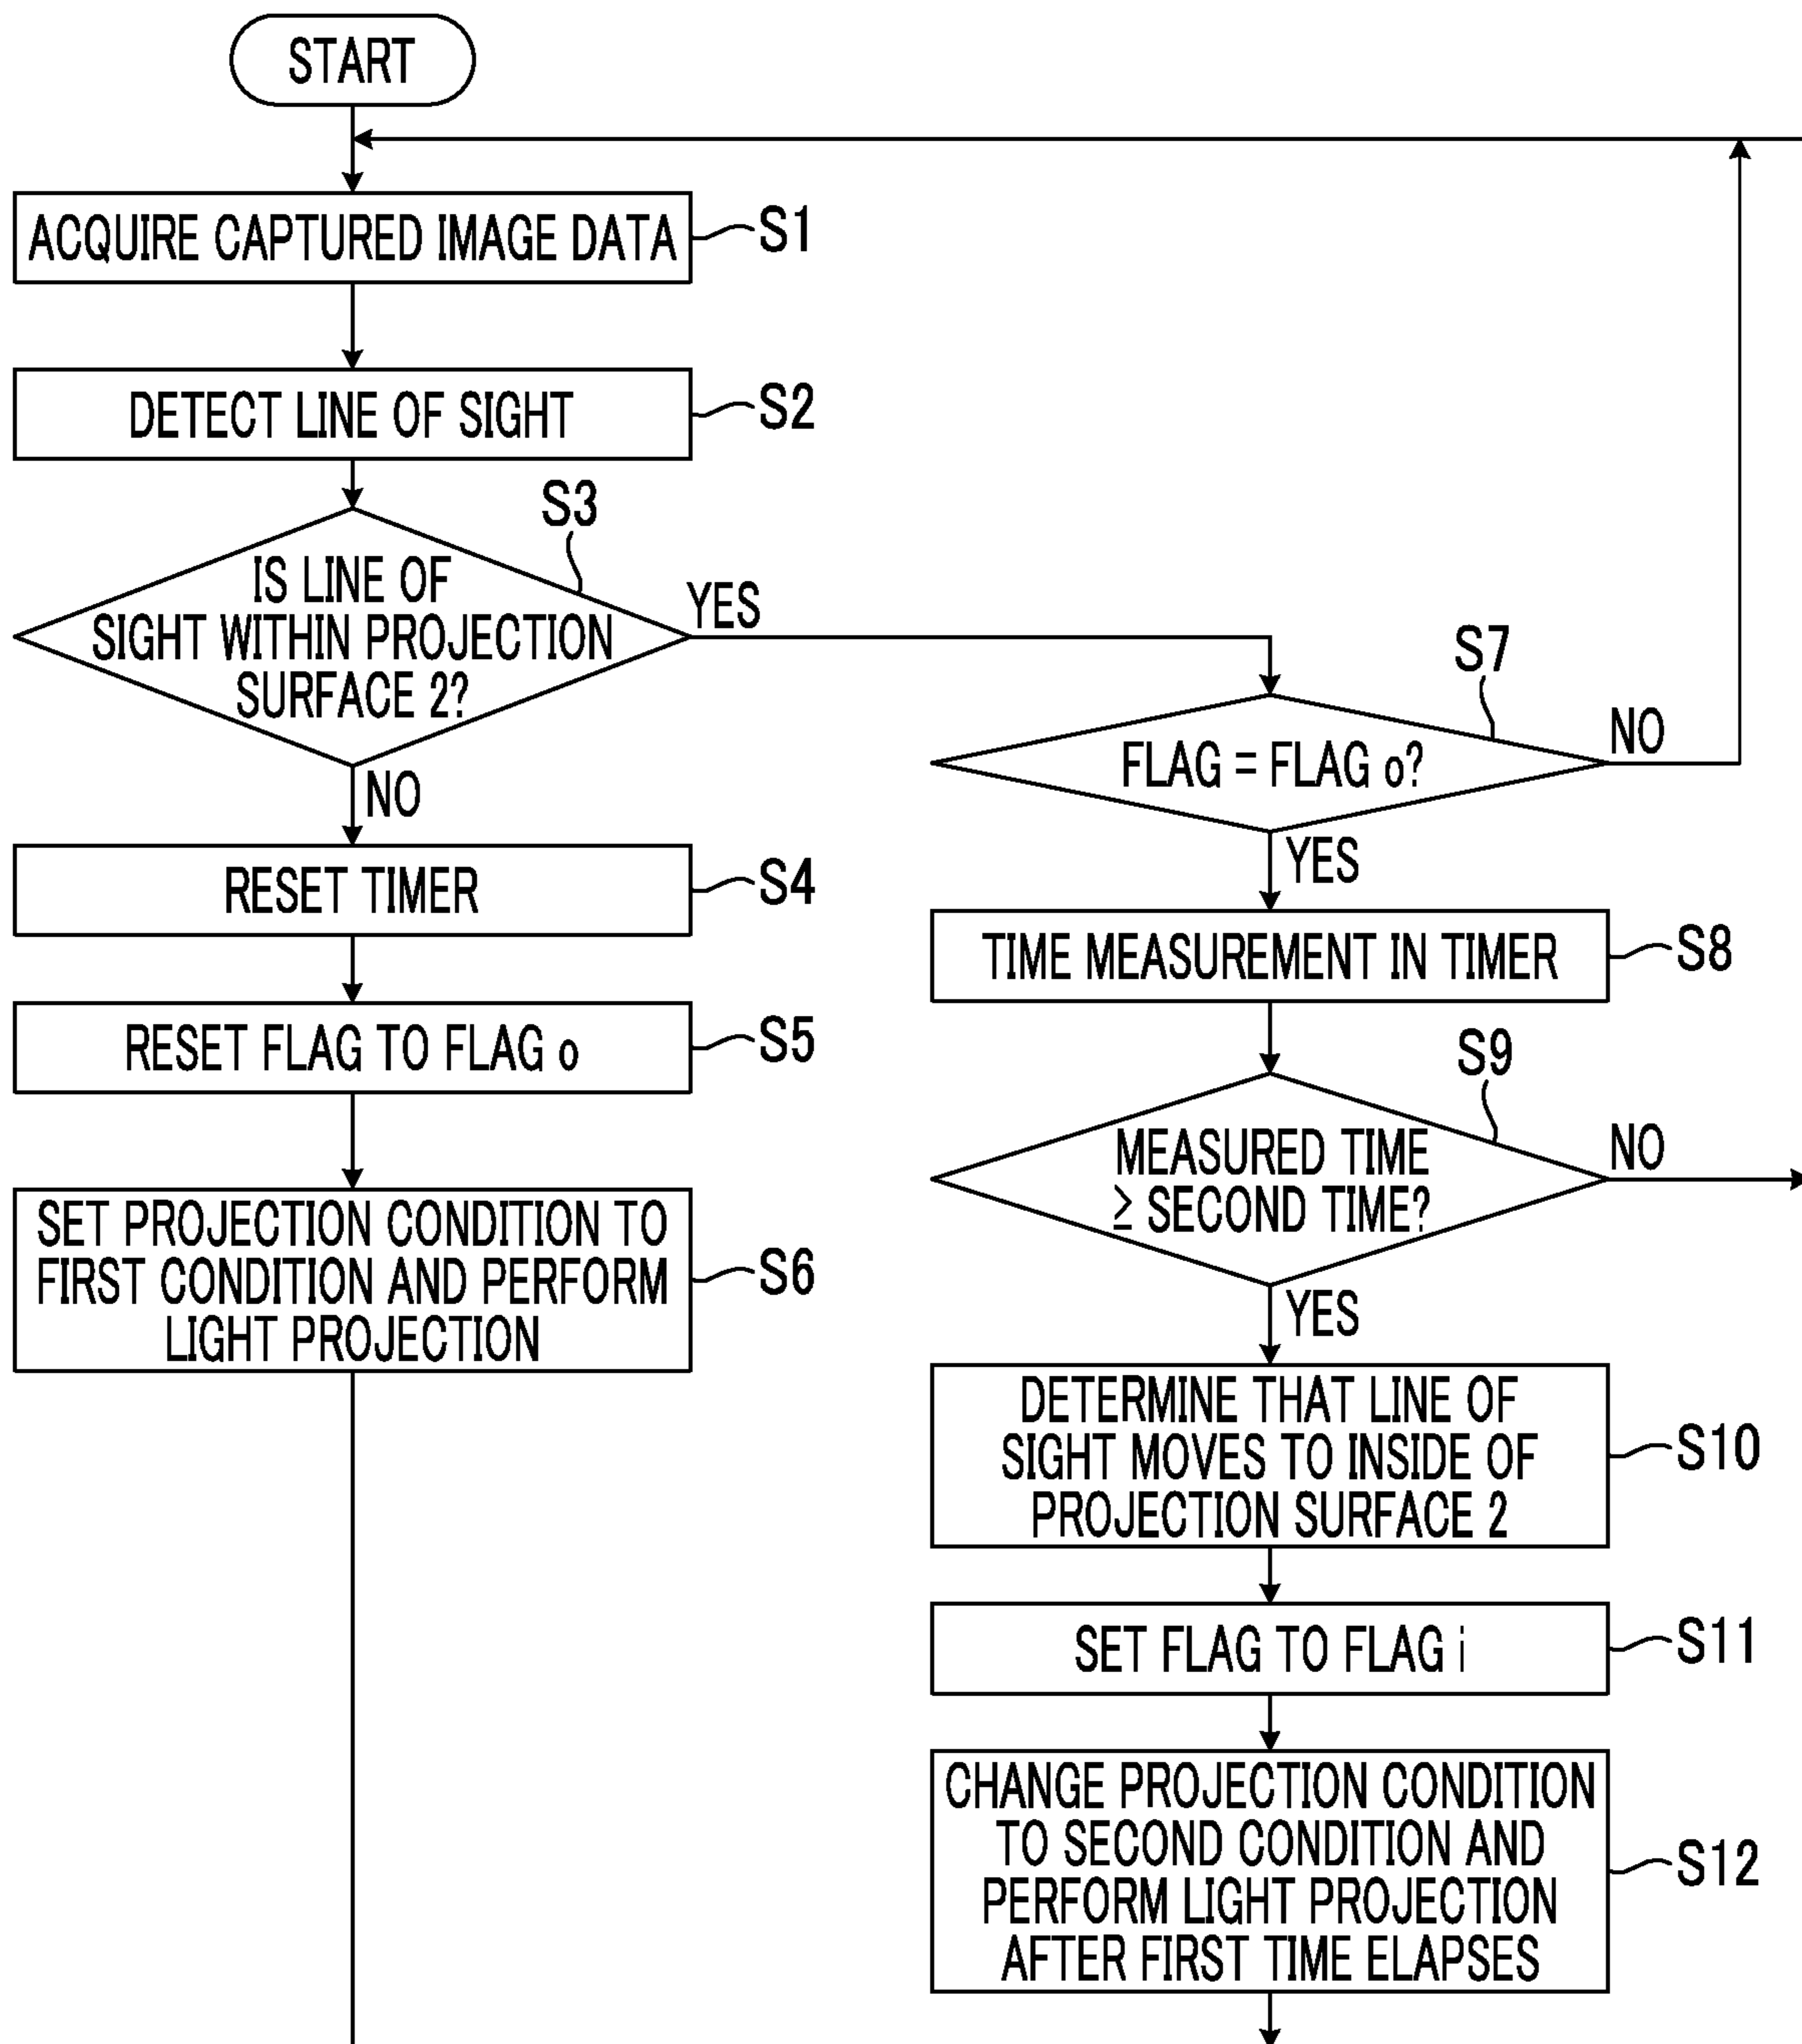 START
ACQUIRE CAPTURED IMAGE DATA
S1
DETECT LINE OF SIGHT
S2
S3
IS LINE OF
SIGHT WITHIN PROJECTION
SURFACE 2?
YES
NO
RESET TIMER
S4
RESET FLAG TO FLAG o
S5
SET PROJECTION CONDITION TO
FIRST CONDITION AND PERFORM
LIGHT PROJECTION
S6
S7
FLAG = FLAG o?
NO
YES
TIME MEASUREMENT IN TIMER
S8
S9
MEASURED TIME
≥ SECOND TIME?
NO
YES
DETERMINE THAT LINE OF
SIGHT MOVES TO INSIDE OF
PROJECTION SURFACE 2
S10
SET FLAG TO FLAG i
S11
CHANGE PROJECTION CONDITION
TO SECOND CONDITION AND
PERFORM LIGHT PROJECTION
AFTER FIRST TIME ELAPSES
S12